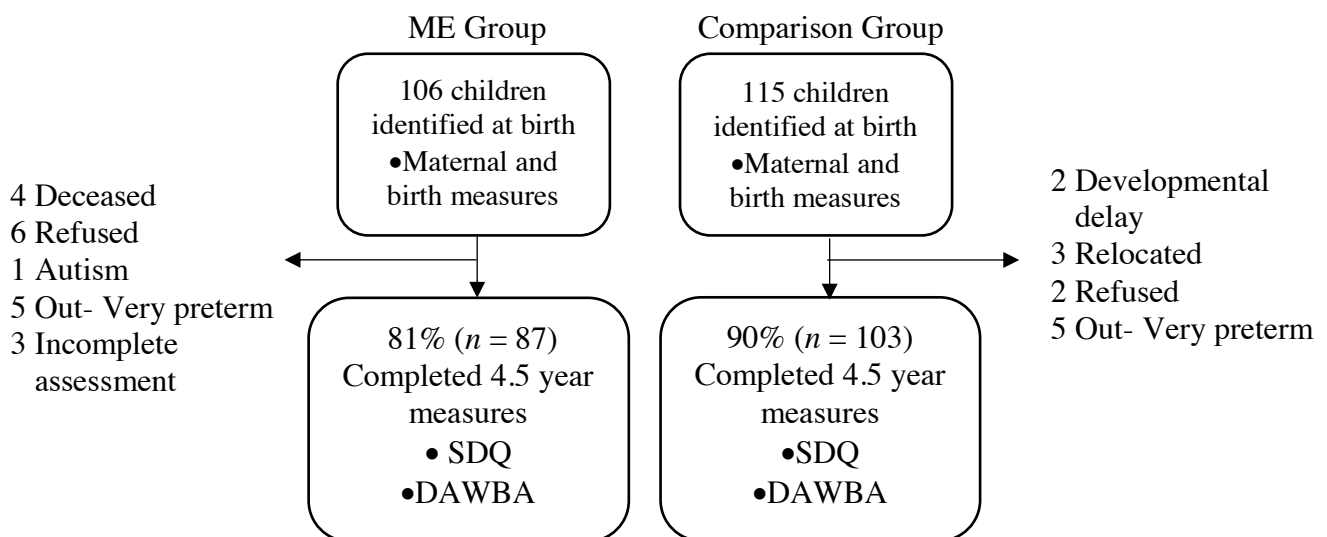 ME Group
106 children
identified at birth
•Maternal and
birth measures
4 Deceased
6 Refused
1 Autism
5 Out- Very preterm
3 Incomplete
assessment
81% (n = 87)
Completed 4.5 year
measures
• SDQ
•DAWBA
Comparison Group
115 children
identified at birth
•Maternal and
birth measures
2 Developmental
delay
3 Relocated
2 Refused
5 Out- Very preterm
90% (n = 103)
Completed 4.5 year
measures
•SDQ
•DAWBA